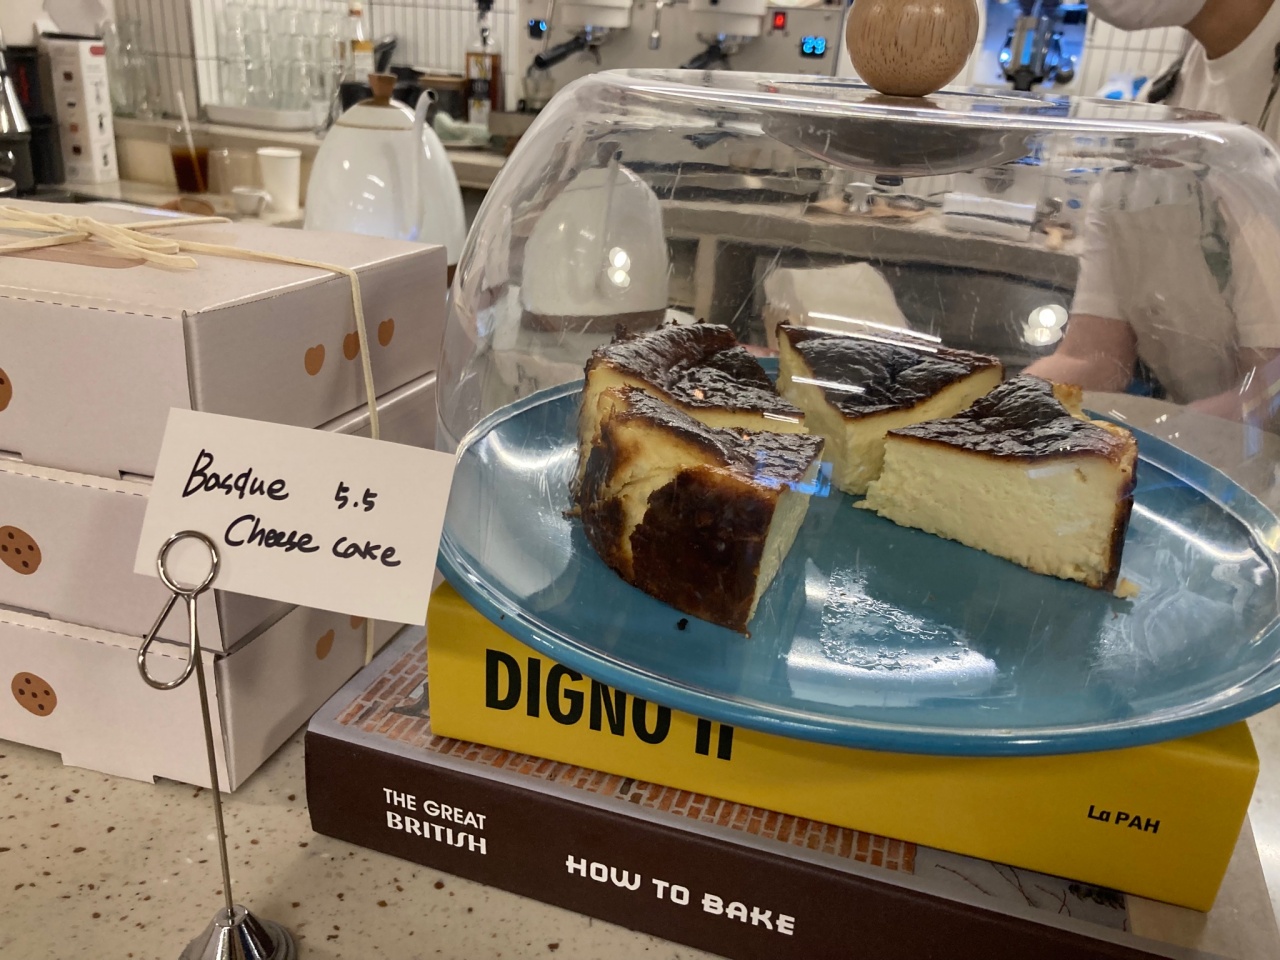 Basque 5.5
Cheese cake
DIGNO II
La PAH
THE GREAT
BRITISH
HOW TO BAKE